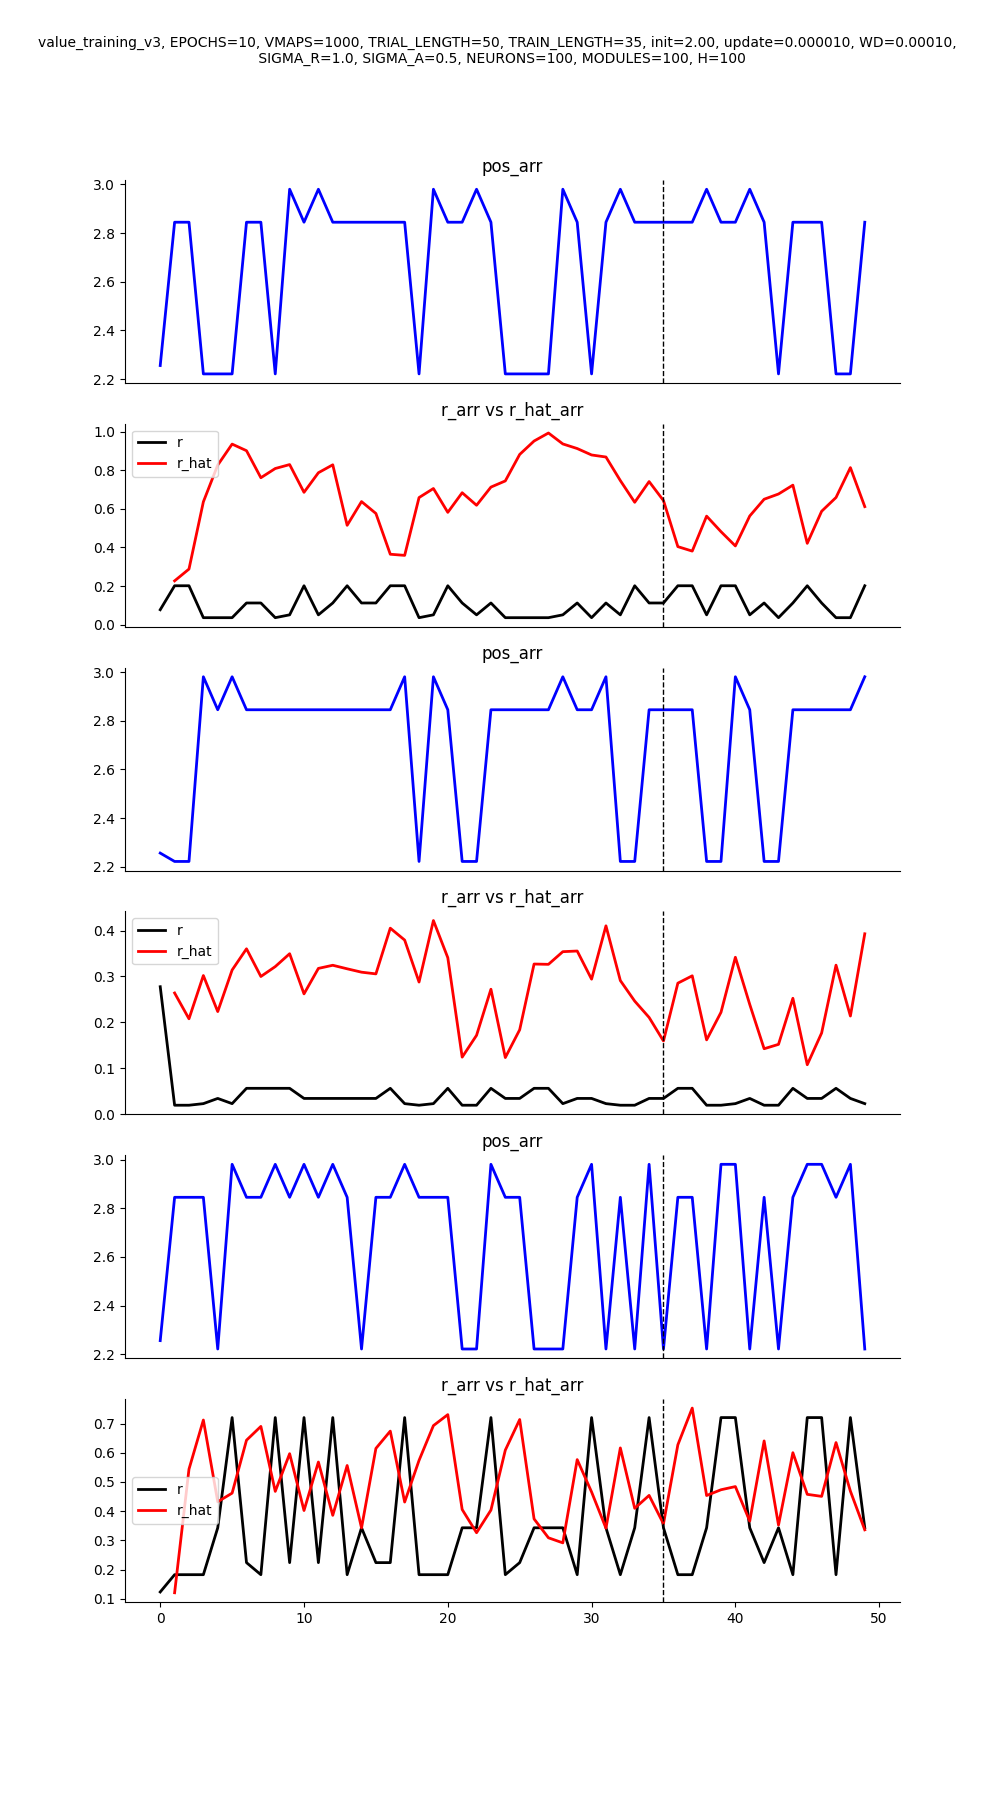 value_training_v3, EPOCHS=10, VMAPS=1000, TRIAL_LENGTH=50, TRAIN_LENGTH=35, init=2.00, update=0.000010, WD=0.00010,
SIGMA_R=1.0, SIGMA_A=0.5, NEURONS=100, MODULES=100, H=100
pos_arr
3.0
2.8
2.6
2.4
2.2
r_arr vs r_hat_arr
1.0
0.8
0.6
0.4
0.2
0.0
r
r_hat
pos_arr
3.0
2.8
2.6
2.4
2.2
r_arr vs r_hat_arr
0.4
0.3
0.2
0.1
0.0
r
r_hat
pos_arr
3.0
2.8
2.6
2.4
2.2
r_arr vs r_hat_arr
0.7
0.6
0.5
0.4
0.3
0.2
0.1
r
r_hat
0 10 20 30 40 50